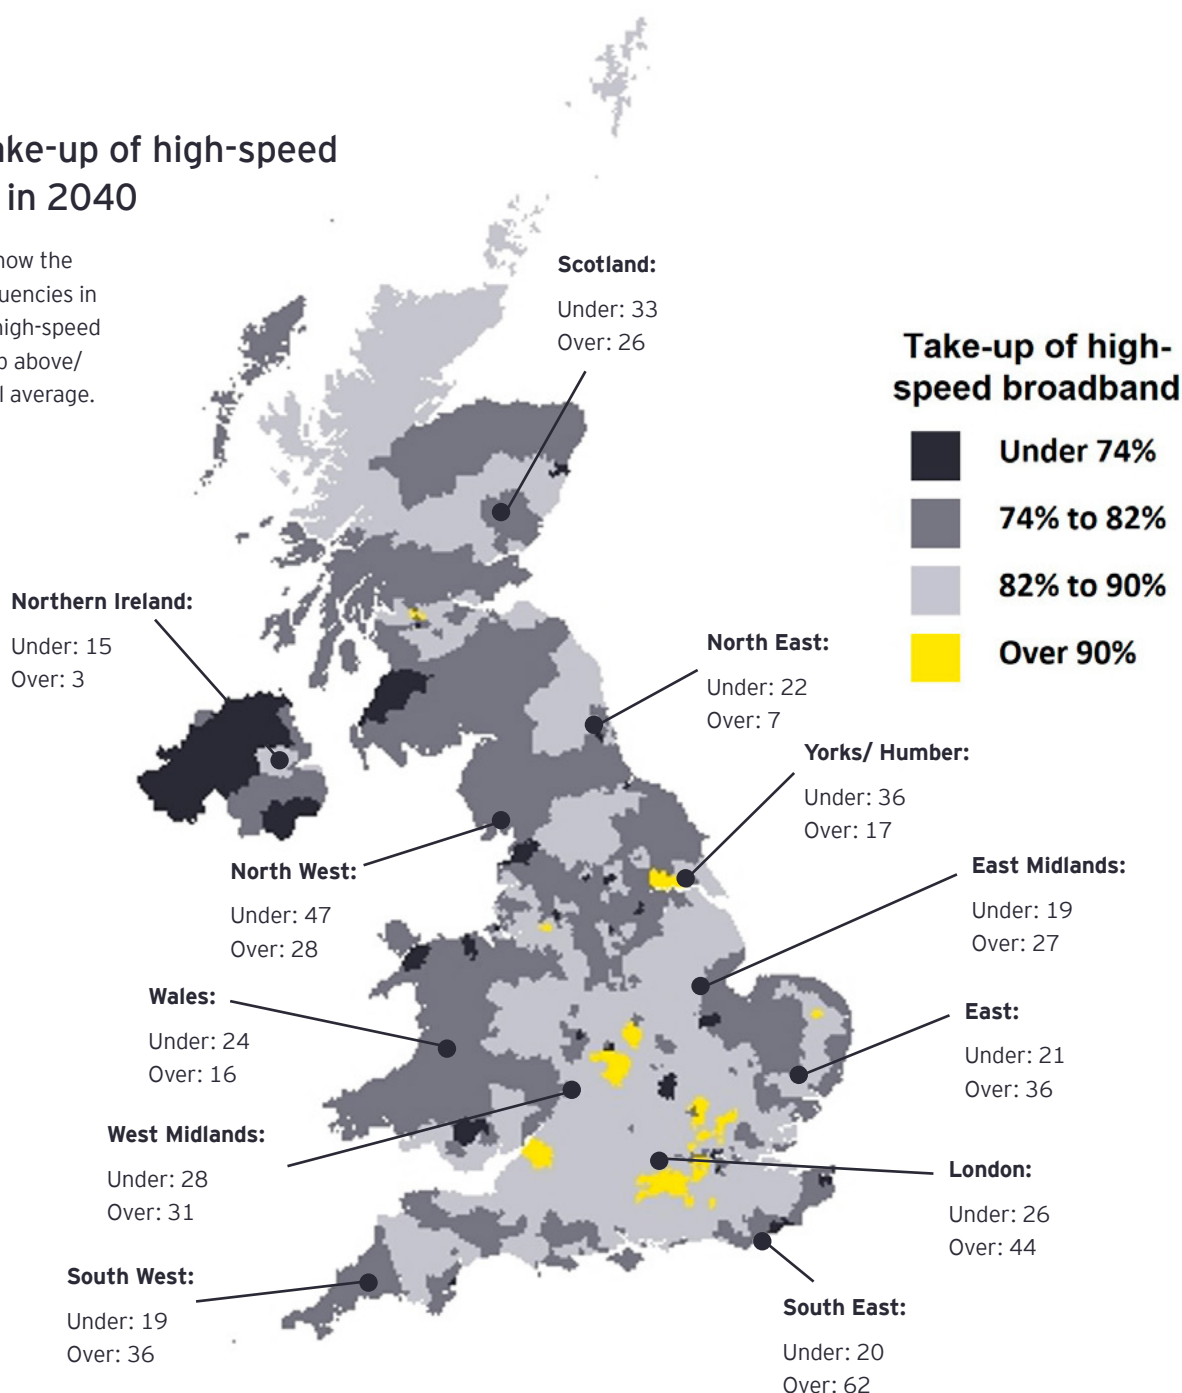 ake-up of high-speed
in 2040
now the
uencies in
high-speed
above/
l average.
Scotland:
Under: 33
Over: 26
Take-up of high-
speed broadband
Under 74%
74% to 82%
82% to 90%
Over 90%
Northern Ireland:
Under: 15
Over: 3
North East:
Under: 22
Over: 7
Yorks/ Humber:
Under: 36
Over: 17
North West:
Under: 47
Over: 28
East Midlands:
Under: 19
Over: 27
Wales:
Under: 24
Over: 16
East:
Under: 21
Over: 36
West Midlands:
Under: 28
Over: 31
London:
Under: 26
Over: 44
South West:
Under: 19
Over: 36
South East:
Under: 20
Over: 62